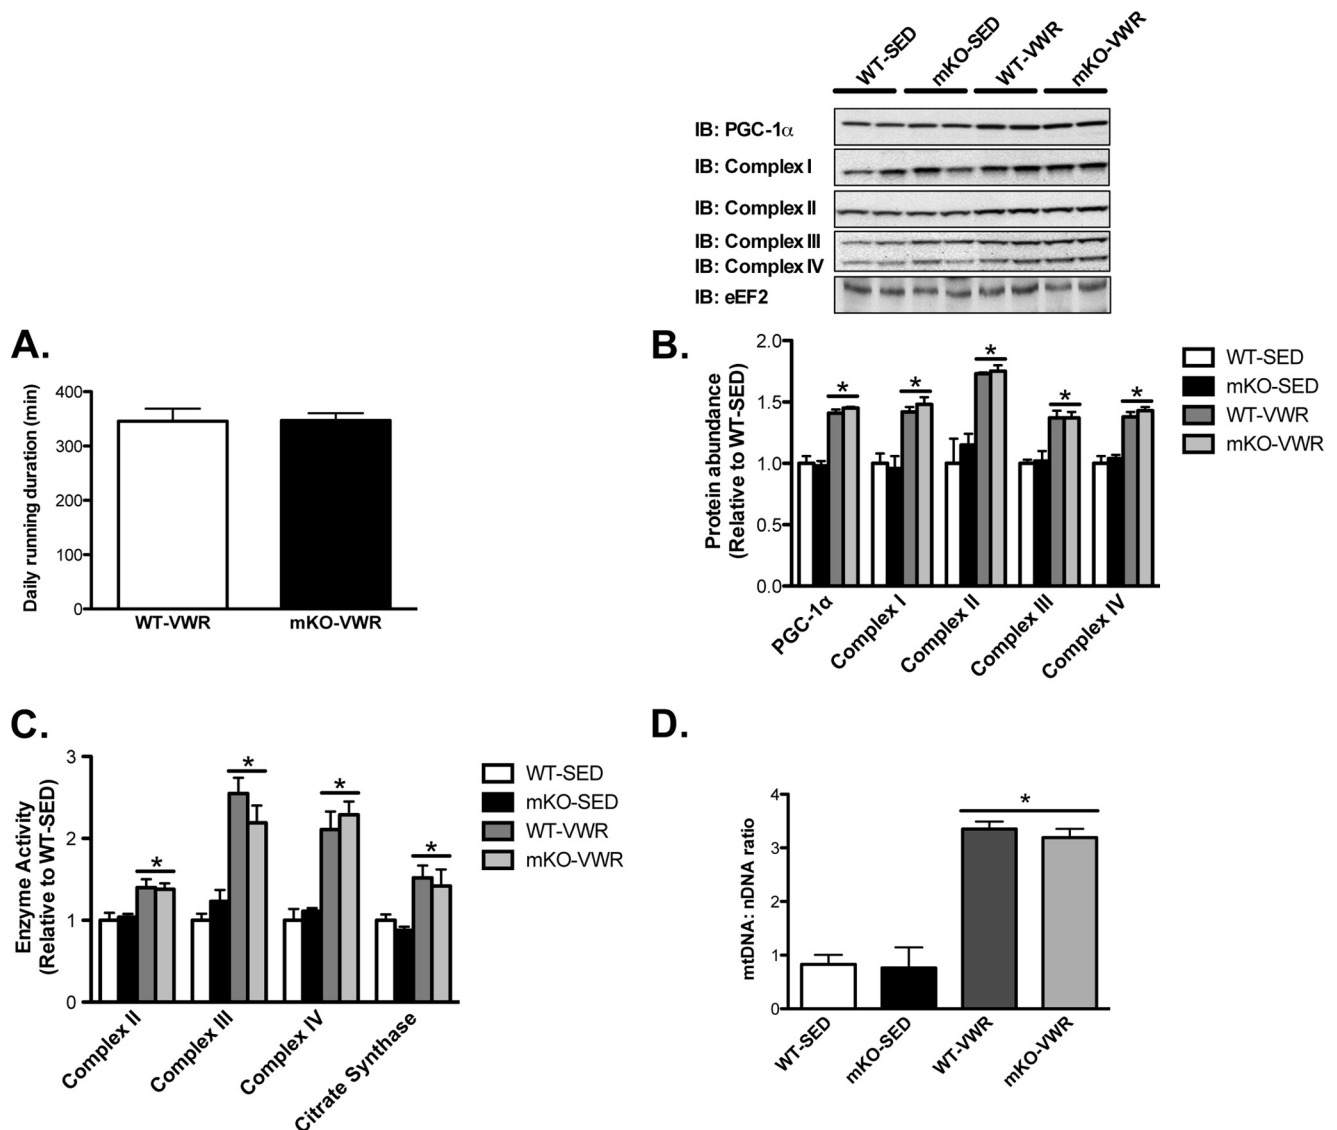 WT-SED
mKO-SED
WT-VWR
mKO-VWR
IB: PGC-1α
IB: Complex I
IB: Complex II
IB: Complex III
IB: Complex IV
IB: eEF2
A.
Daily running duration (min)
400
300
200
100
0
WT-VWR
mKO-VWR
B.
Protein abundance
(Relative to WT-SED)
2.0
1.5
1.0
0.5
0.0
*
*
*
*
*
PGC-1α
Complex I
Complex II
Complex III
Complex IV
WT-SED
mKO-SED
WT-VWR
mKO-VWR
C.
Enzyme Activity
(Relative to WT-SED)
3
2
1
0
*
*
*
*
Complex II
Complex III
Complex IV
Citrate Synthase
WT-SED
mKO-SED
WT-VWR
mKO-VWR
D.
mtDNA: nDNA ratio
4
3
2
1
0
*
WT-SED
mKO-SED
WT-VWR
mKO-VWR